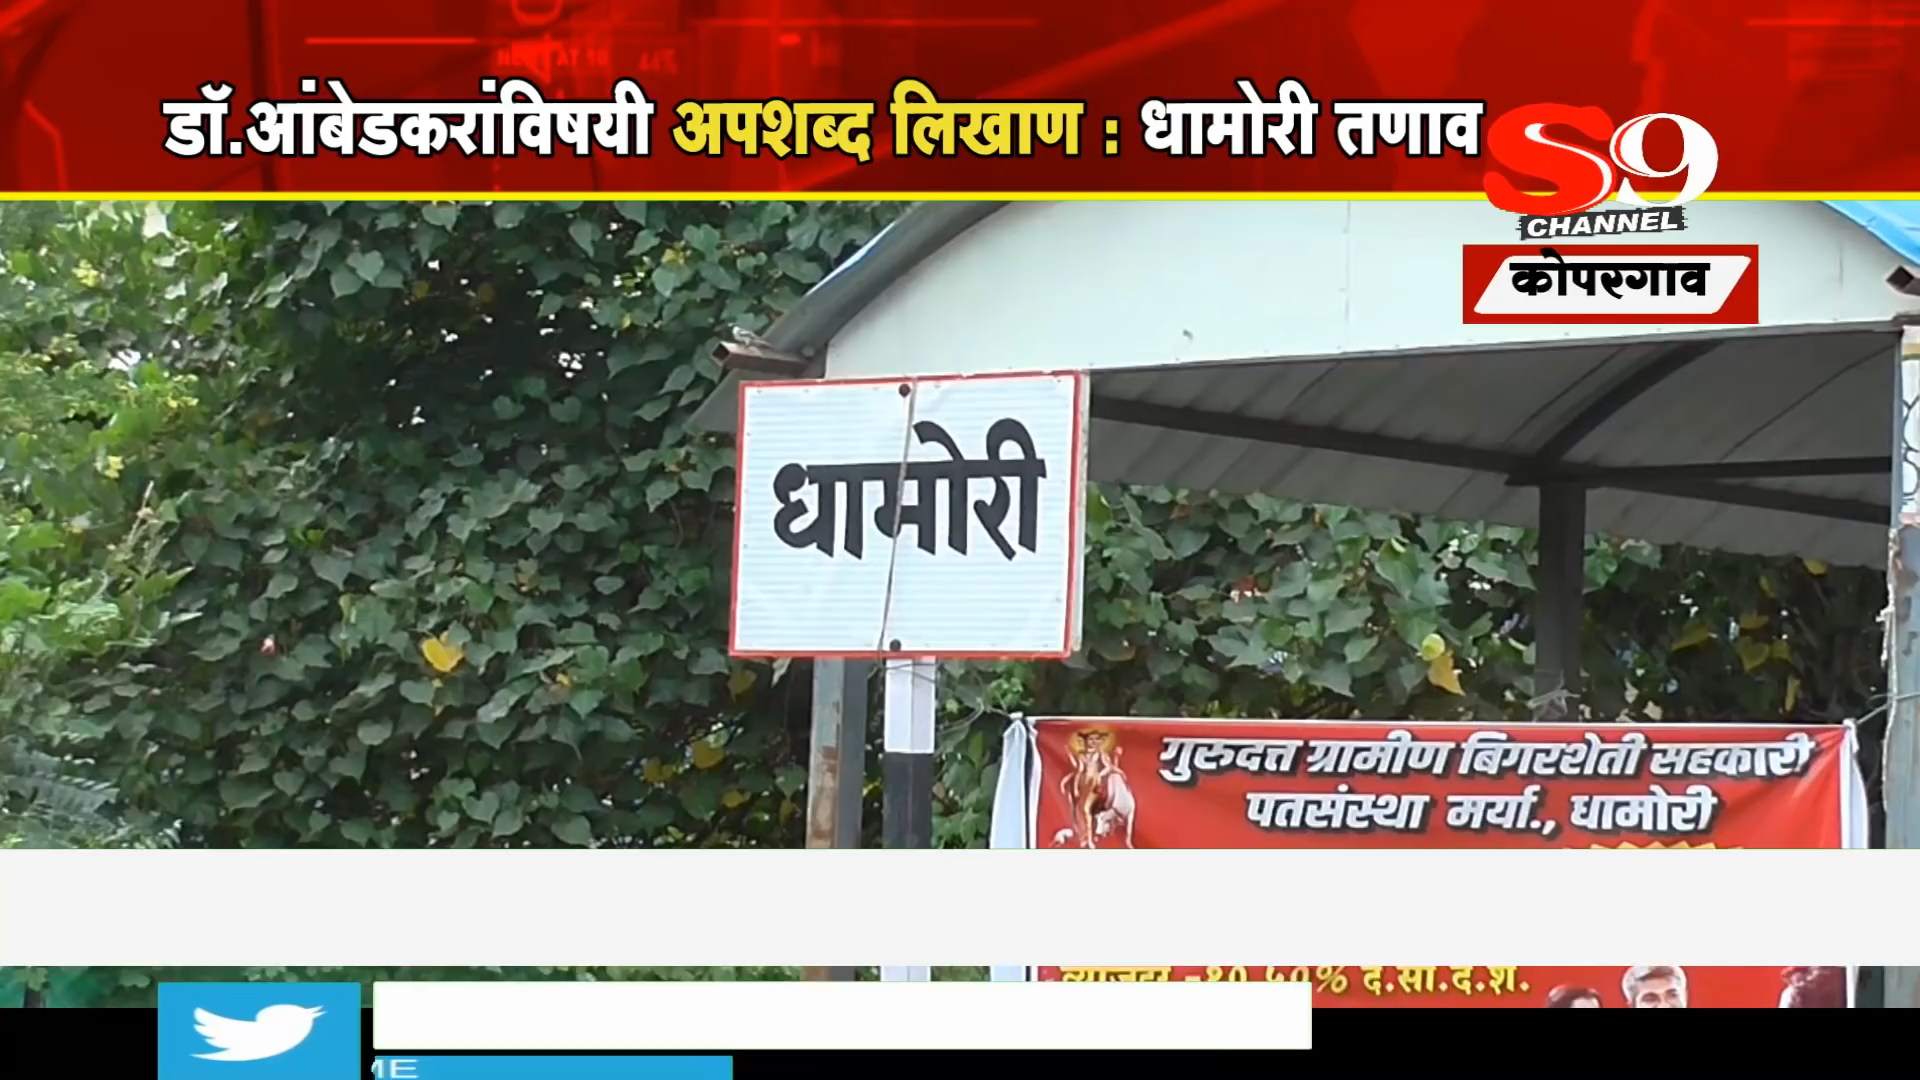 डॉ.आंबेडकरांविषयी अपशब्द लिखाण : धामोरी तणाव
S9
CHANNEL
कोपरगाव
धामोरी
गुरुदत्त ग्रामीण बिगरशेती सहकारी
पतसंस्था मर्या., धामोरी
द.सा.द.शे.